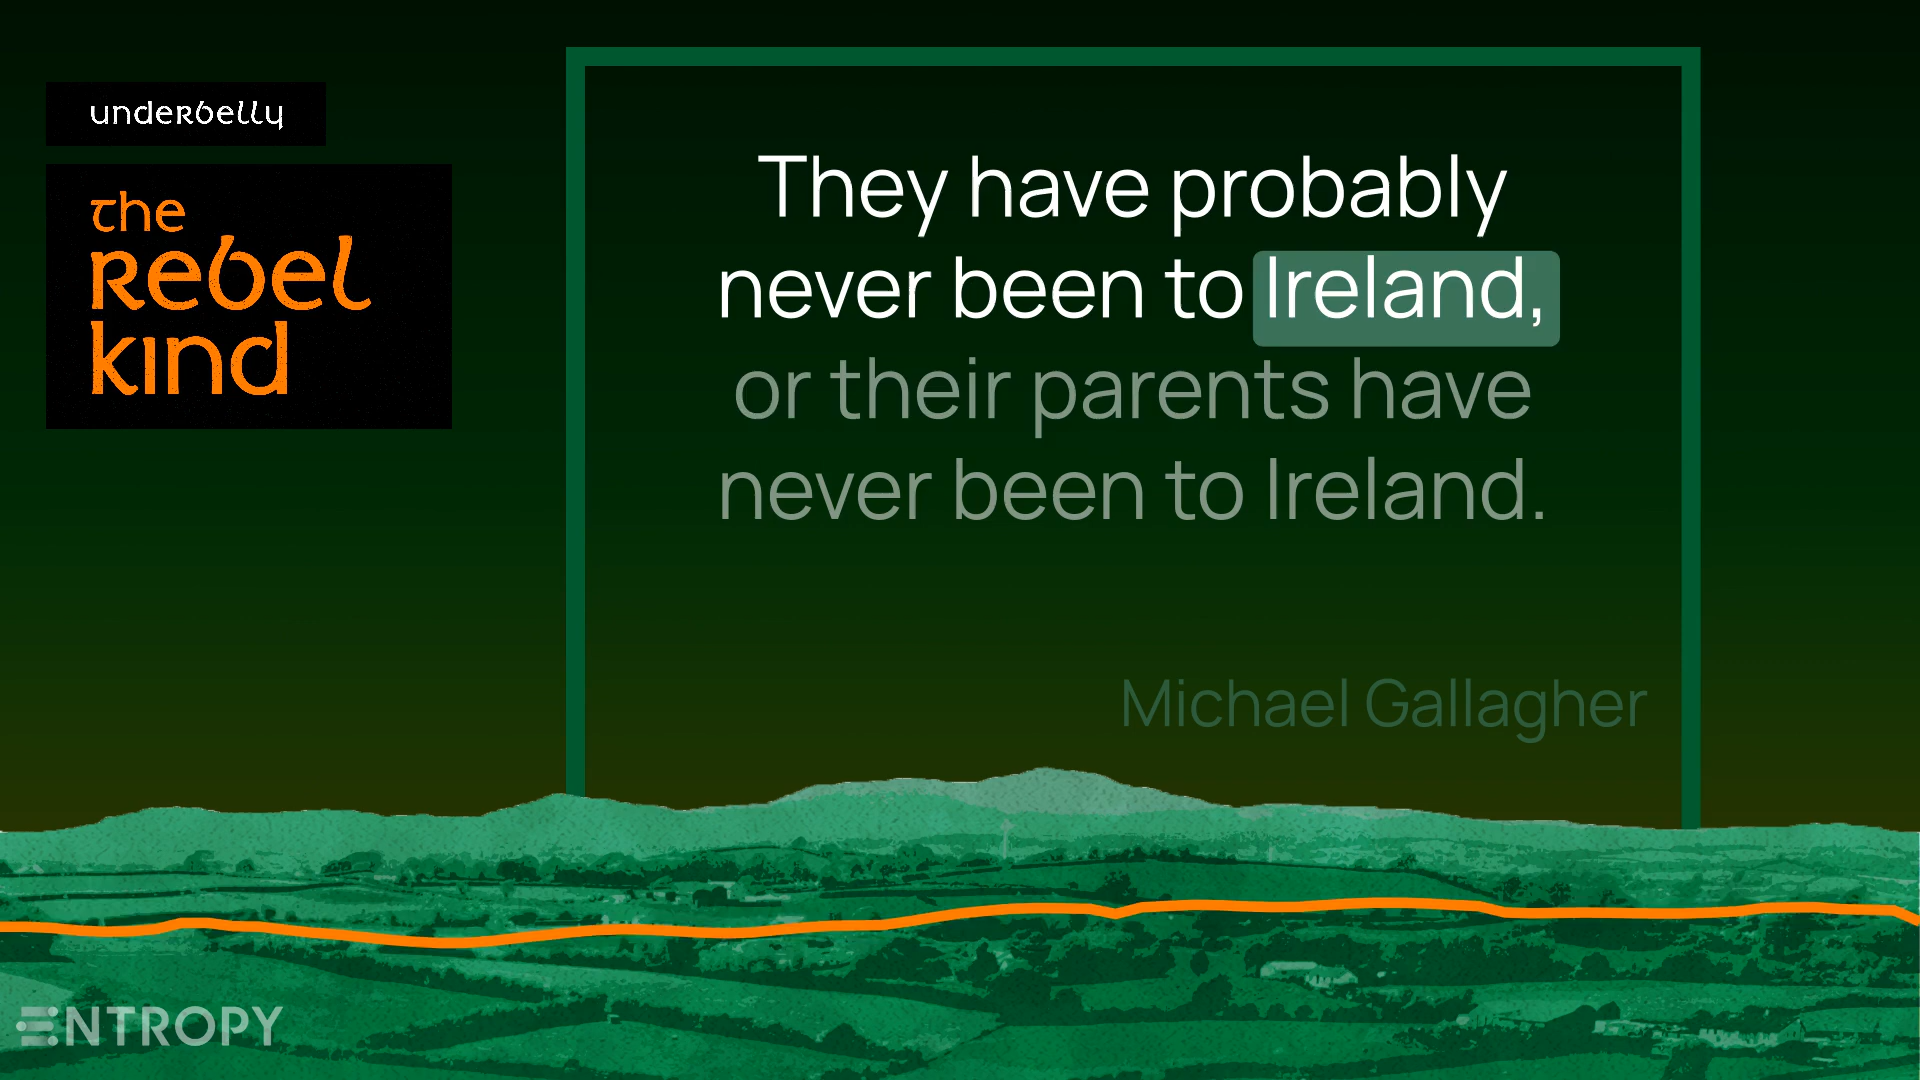 underbelly
the
Rebel
kind
They have probably
never been to Ireland,
or their parents have
never been to Ireland.
Michael Gallagher
ENTROPY